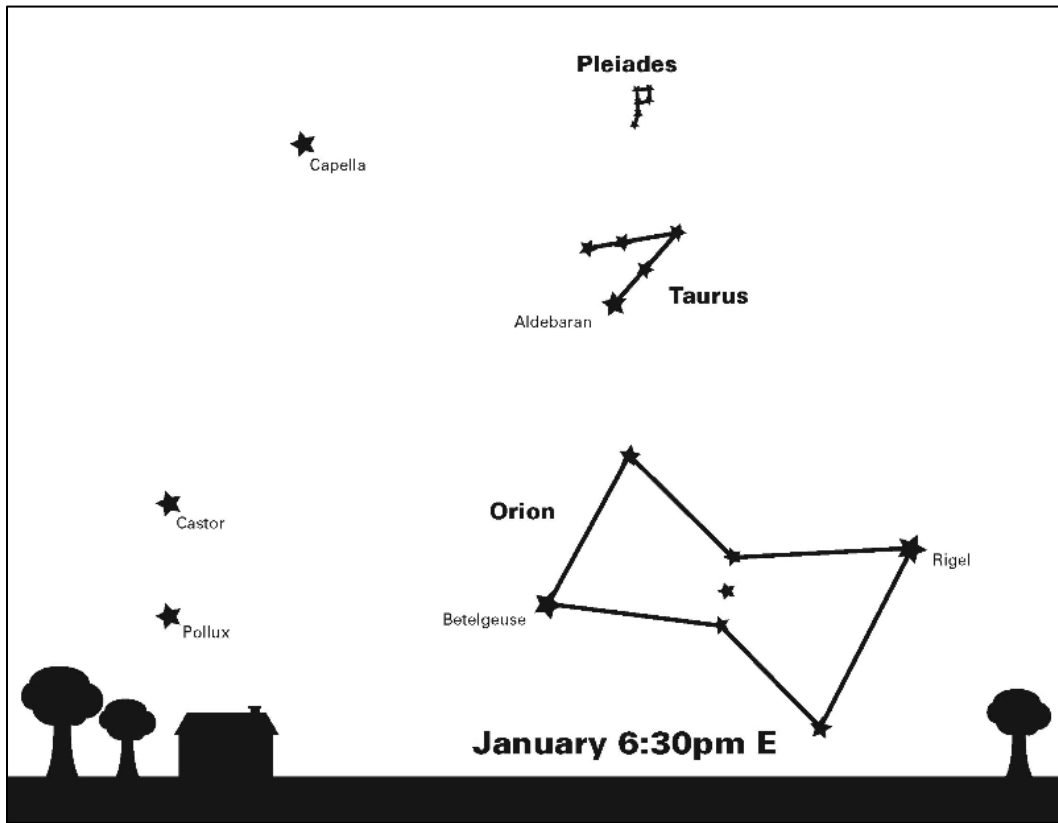 Pleiades
Capella
Taurus
Aldebaran
Orion
Castor
Rigel
Betelgeuse
Pollux
January 6:30pm E